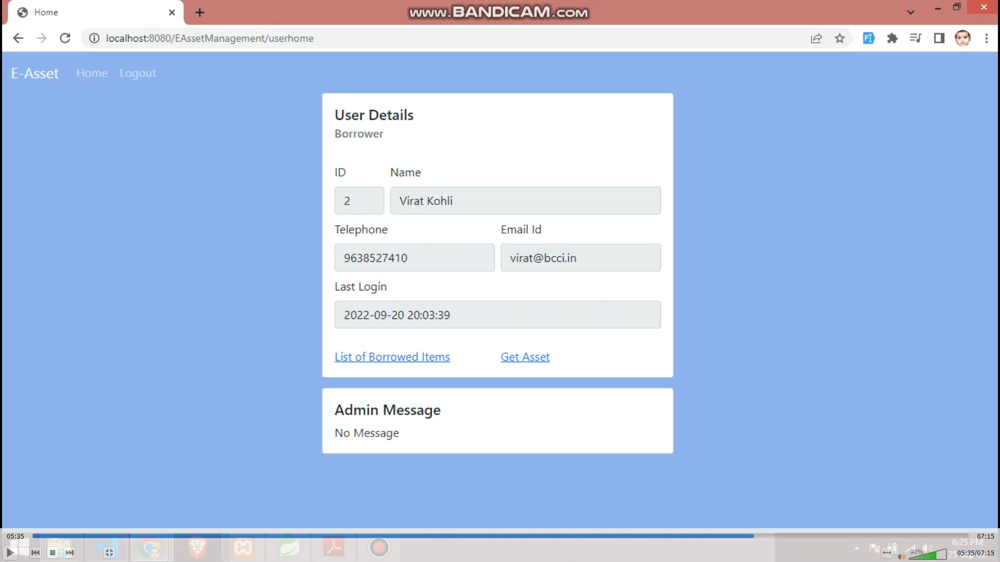 Home
www.BANDICAM.com
localhost:8080/EAssetManagement/userhome
E-Asset Home Logout
User Details
Borrower
ID Name
2 Virat Kohli
Telephone Email Id
9638527410 virat@bcci.in
Last Login
2022-09-20 20:03:39
List of Borrowed Items Get Asset
Admin Message
No Message
05:35 07:15
6:25 PM
90% 05:35/07:15